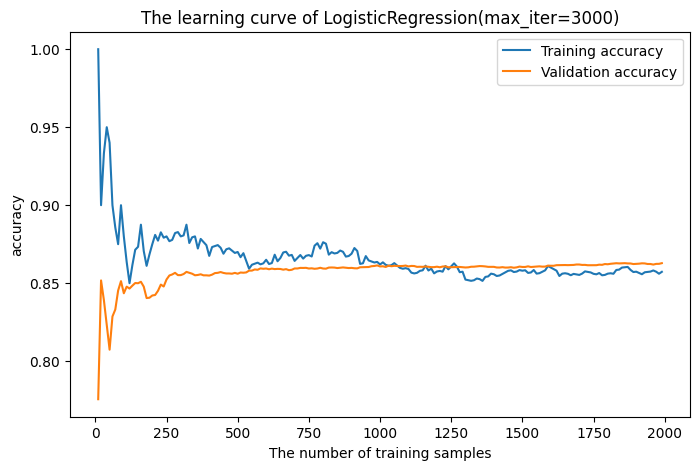 The learning curve of LogisticRegression(max_iter=3000)
Training accuracy
Validation accuracy
accuracy
1.00
0.95
0.90
0.85
0.80
0 250 500 750 1000 1250 1500 1750 2000
The number of training samples